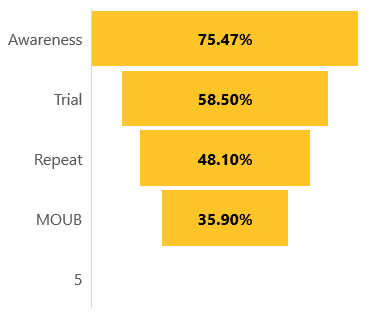 Awareness 75.47%
Trial 58.50%
Repeat 48.10%
MOUB 35.90%
5